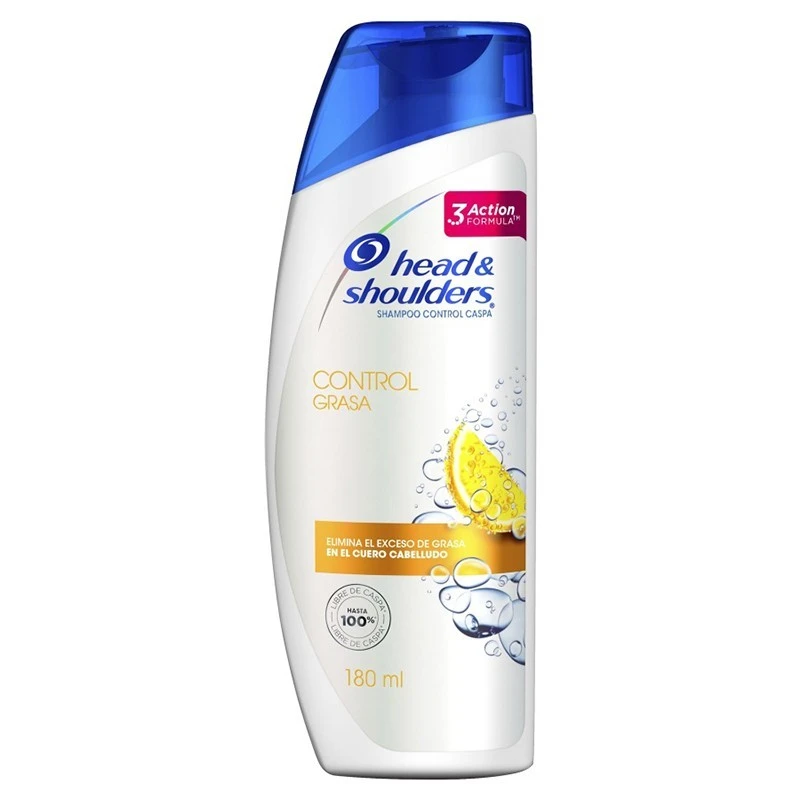 3 Action
FORMULA™
head &
shoulders®
SHAMPOO CONTROL CASPA
CONTROL
GRASA
ELIMINA EL EXCESO DE GRASA
EN EL CUERO CABELLUDO
LIBRE DE CASPA*
HASTA
100%*
LIBRE DE CASPA*
180 ml